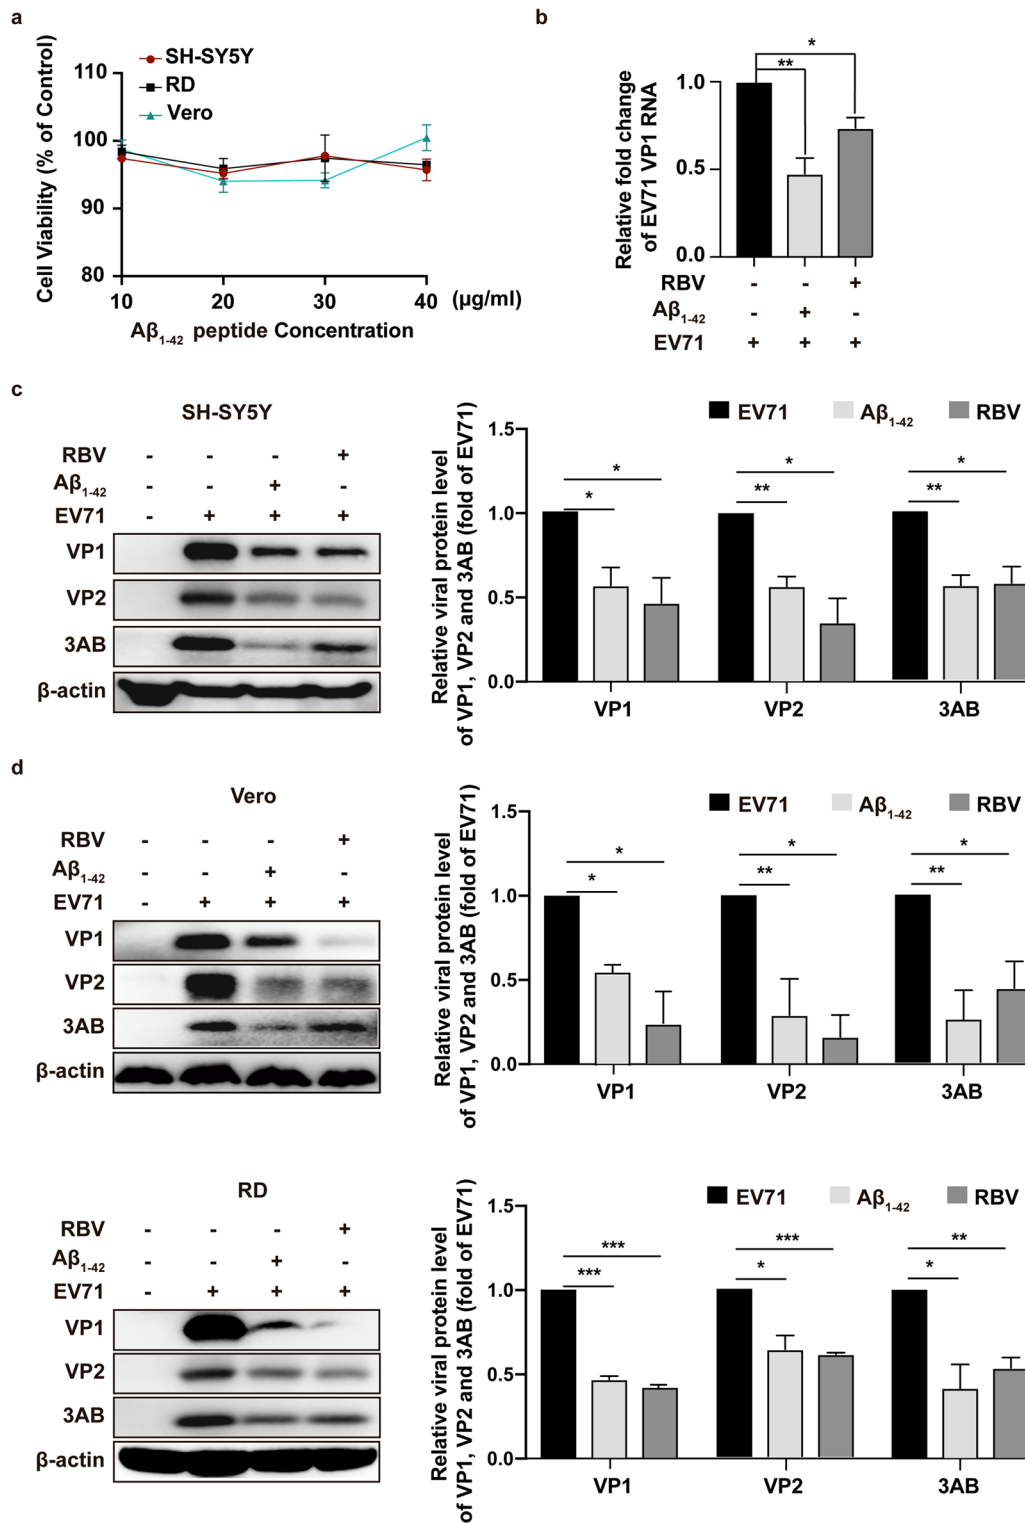 a
Cell Viability (% of Control)
SH-SY5Y
RD
Vero
110
100
90
80
10 20 30 40 (μg/ml)
Aβ1-42 peptide Concentration
b
Relative fold change
of EV71 VP1 RNA
*
**
1.0
0.5
0.0
RBV - - +
Aβ1-42 - + -
EV71 + + +
c
SH-SY5Y
RBV - - - +
Aβ1-42 - - + -
EV71 - + + +
VP1
VP2
3AB
β-actin
Relative viral protein level
of VP1, VP2 and 3AB (fold of EV71)
EV71 Aβ1-42 RBV
1.5
1.0
0.5
0.0
* * *
* ** **
VP1 VP2 3AB
d
Vero
RBV - - - +
Aβ1-42 - - + -
EV71 - + + +
VP1
VP2
3AB
β-actin
Relative viral protein level
of VP1, VP2 and 3AB (fold of EV71)
EV71 Aβ1-42 RBV
1.5
1.0
0.5
0.0
* * *
* ** **
VP1 VP2 3AB
RD
RBV - - - +
Aβ1-42 - - + -
EV71 - + + +
VP1
VP2
3AB
β-actin
Relative viral protein level
of VP1, VP2 and 3AB (fold of EV71)
EV71 Aβ1-42 RBV
1.5
1.0
0.5
0.0
*** *** **
*** * *
VP1 VP2 3AB